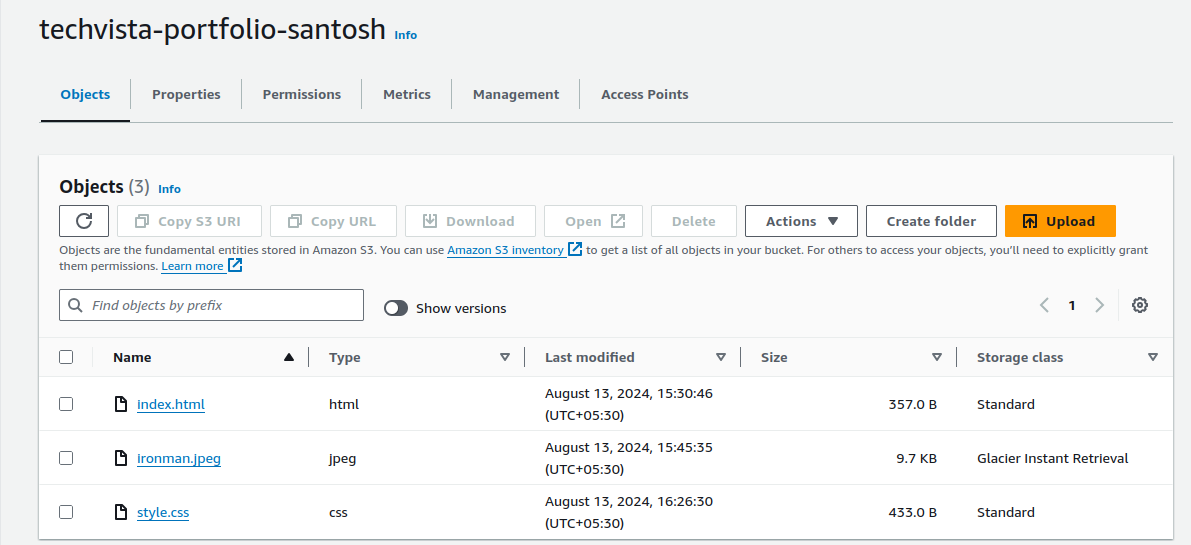 techvista-portfolio-santosh Info
Objects Properties Permissions Metrics Management Access Points
Objects (3) Info
Copy S3 URI Copy URL Download Open Delete Actions Create folder Upload
Objects are the fundamental entities stored in Amazon S3. You can use Amazon S3 inventory to get a list of all objects in your bucket. For others to access your objects, you'll need to explicitly grant
them permissions. Learn more
Find objects by prefix Show versions 1
Name Type Last modified Size Storage class
index.html html August 13, 2024, 15:30:46 (UTC+05:30) 357.0 B Standard
ironman.jpeg jpeg August 13, 2024, 15:45:35 (UTC+05:30) 9.7 KB Glacier Instant Retrieval
style.css css August 13, 2024, 16:26:30 (UTC+05:30) 433.0 B Standard